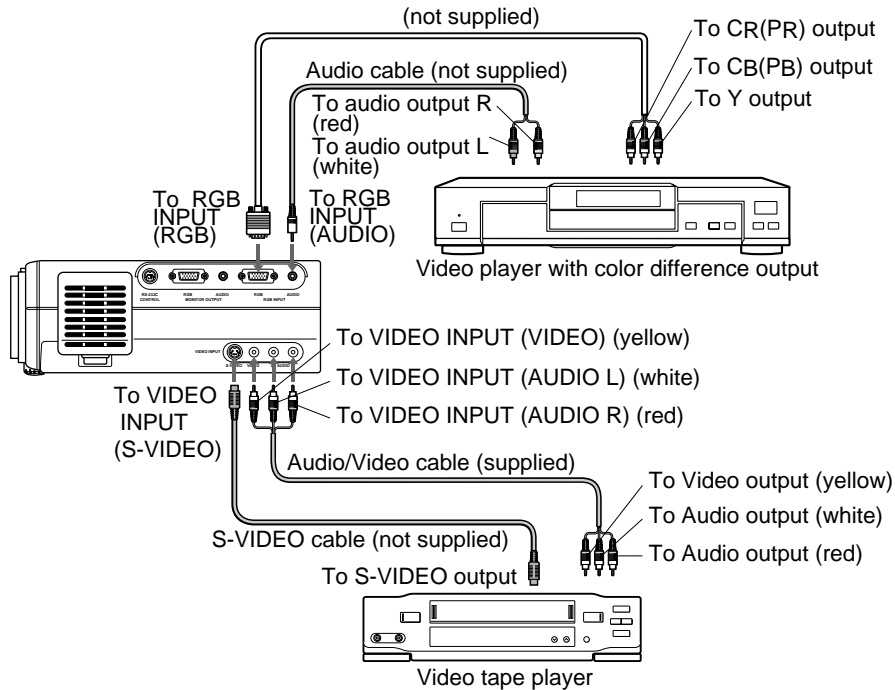 (not supplied)
To CR(PR) output
Audio cable (not supplied)
To CB(PB) output
To audio output R
(red)
To Y output
To audio output L
(white)
To RGB
INPUT
(RGB)
To RGB
INPUT
(AUDIO)
Video player with color difference output
RS-232C
CONTROL
RGB
AUDIO
MONITOR OUTPUT
RGB
AUDIO
RGB INPUT
VIDEO INPUT
S-VIDEO
VIDEO
AUDIO
To VIDEO INPUT (VIDEO) (yellow)
To VIDEO INPUT (AUDIO L) (white)
To VIDEO INPUT (AUDIO R) (red)
To VIDEO
INPUT
(S-VIDEO)
Audio/Video cable (supplied)
To Video output (yellow)
To Audio output (white)
To Audio output (red)
S-VIDEO cable (not supplied)
To S-VIDEO output
Video tape player